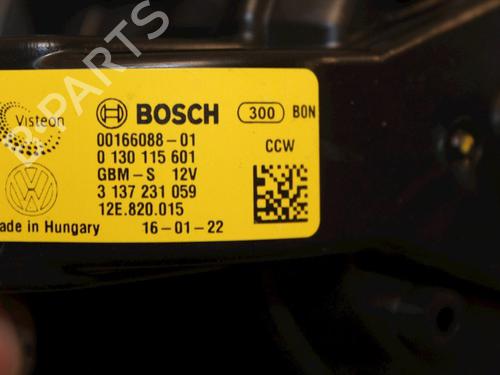 B-PARTS
Visteon
BOSCH
300 BON
00166088-01
0 130 115 601
CCW
GBM-S 12V
3 137 231 059
12E.820.015
ade in Hungary
16-01-22